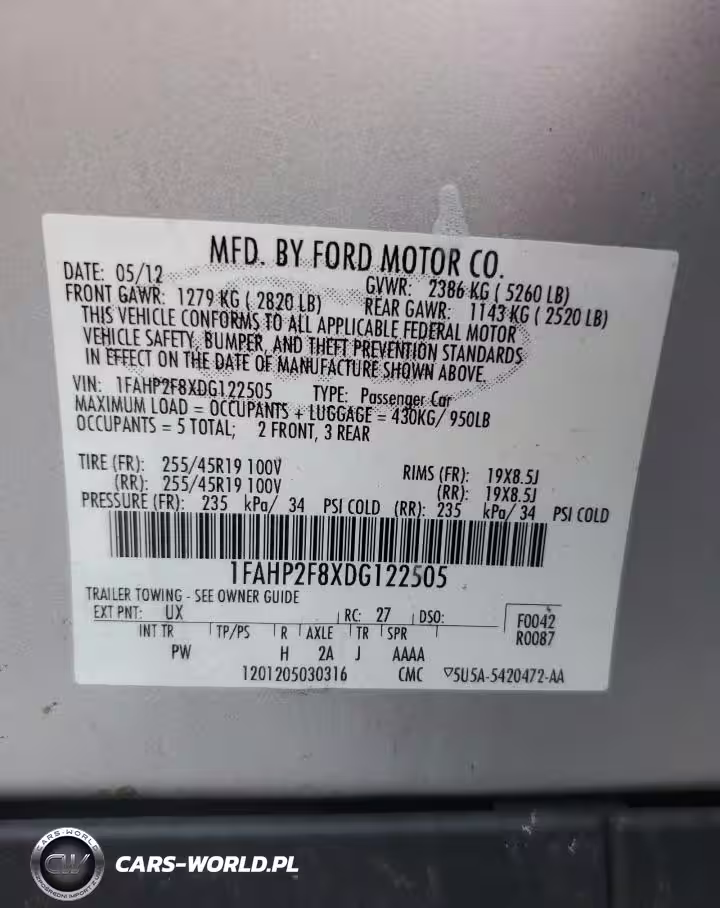 MFD. BY FORD MOTOR CO.
DATE: 05/12 GVWR: 2386 KG ( 5260 LB)
FRONT GAWR: 1279 KG ( 2820 LB) REAR GAWR: 1143 KG ( 2520 LB)
THIS VEHICLE CONFORMS TO ALL APPLICABLE FEDERAL MOTOR
VEHICLE SAFETY, BUMPER, AND THEFT PREVENTION STANDARDS
IN EFFECT ON THE DATE OF MANUFACTURE SHOWN ABOVE.
VIN: 1FAHP2F8XDG122505 TYPE: Passenger Car
MAXIMUM LOAD = OCCUPANTS + LUGGAGE = 430KG/ 950LB
OCCUPANTS = 5 TOTAL; 2 FRONT, 3 REAR
TIRE (FR): 255/45R19 100V RIMS (FR): 19X8.5J
(RR): 255/45R19 100V (RR): 19X8.5J
PRESSURE (FR): 235 kPa/ 34 PSI COLD (RR): 235 kPa/ 34 PSI COLD
1FAHP2F8XDG122505
TRAILER TOWING - SEE OWNER GUIDE
EXT PNT: UX RC: 27 DSO: F0042
R0087
INT TR TP/PS R AXLE TR SPR
PW H 2A J AAAA
1201205030316 CMC 5U5A-5420472-AA
CARS-WORLD
CW
CARS-WORLD.PL